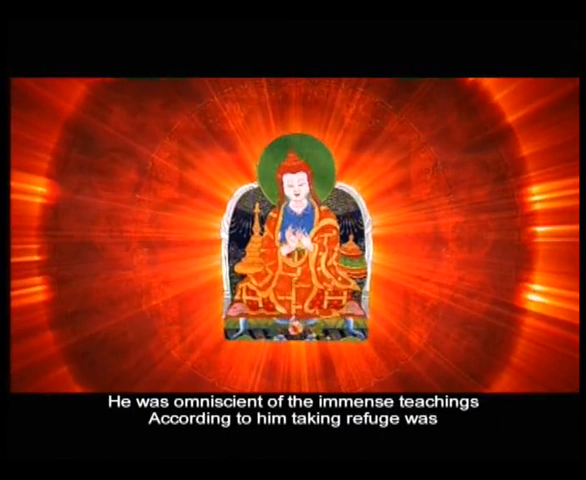 He was omniscient of the immense teachings
According to him taking refuge was